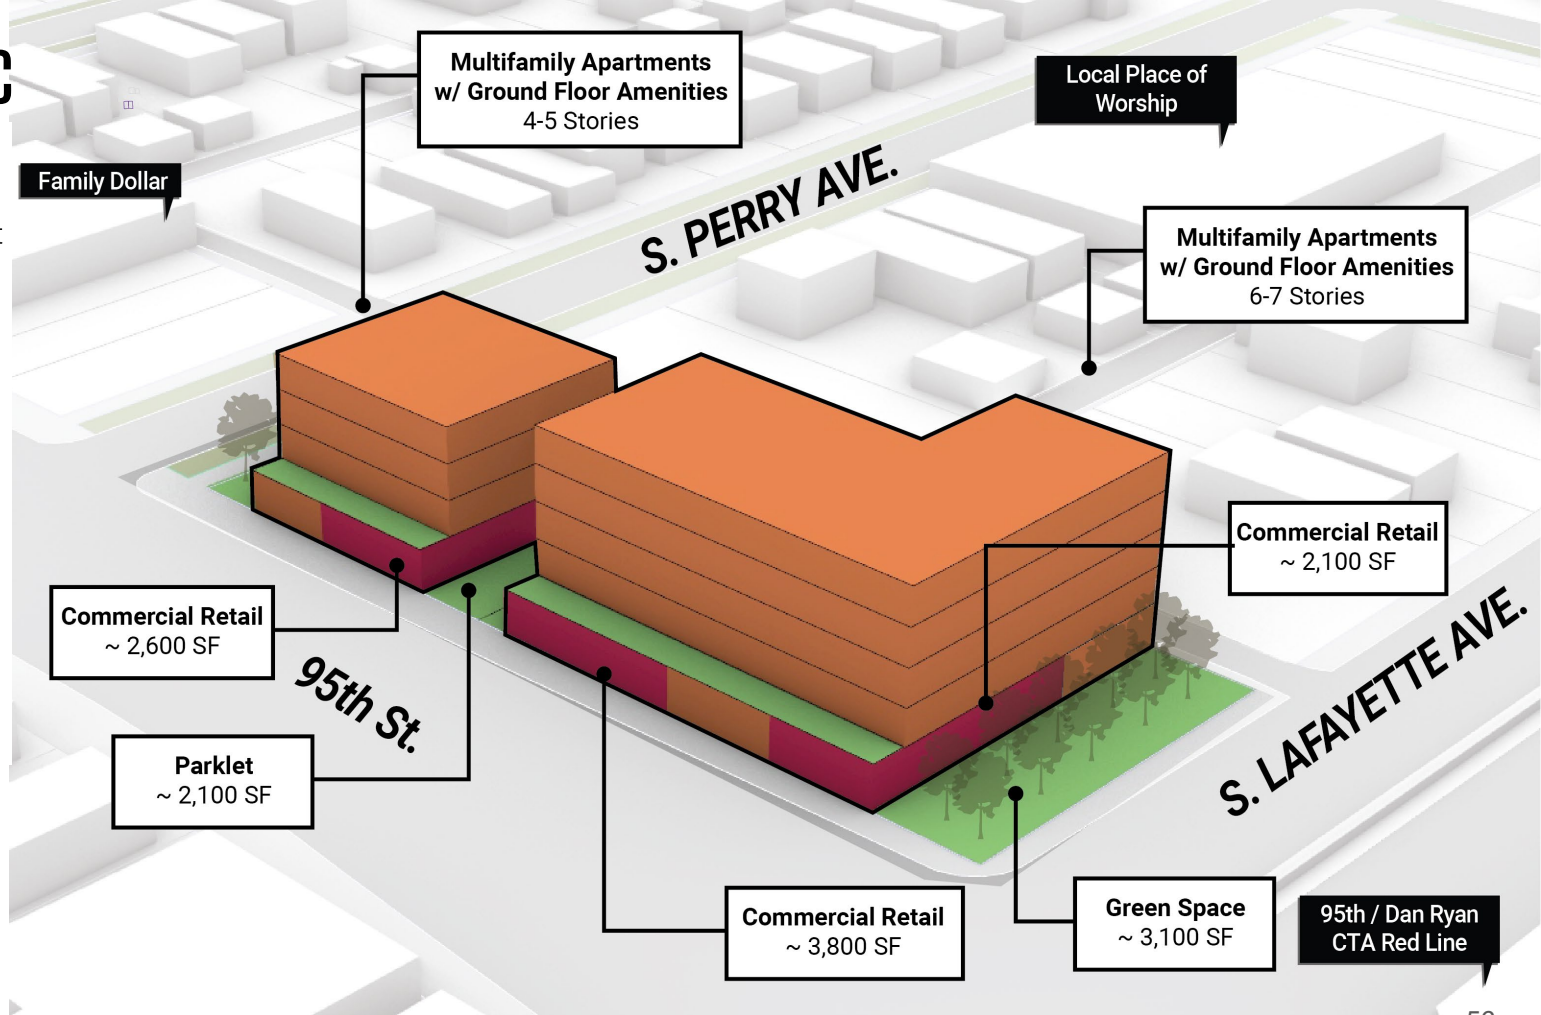 Multifamily Apartments
w/ Ground Floor Amenities
4-5 Stories
Local Place of
Worship
Family Dollar
S. PERRY AVE.
Multifamily Apartments
w/ Ground Floor Amenities
6-7 Stories
Commercial Retail
~ 2,100 SF
Commercial Retail
~ 2,600 SF
95th St.
S. LAFAYETTE AVE.
Parklet
~ 2,100 SF
Commercial Retail
~ 3,800 SF
Green Space
~ 3,100 SF
95th / Dan Ryan
CTA Red Line